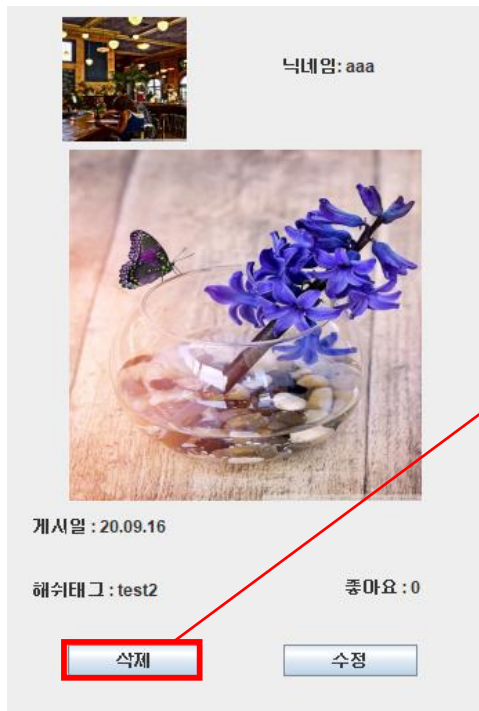 닉네임: aaa
게시일 : 20.09.16
해쉬태그 : test2
좋아요 : 0
삭제
수정